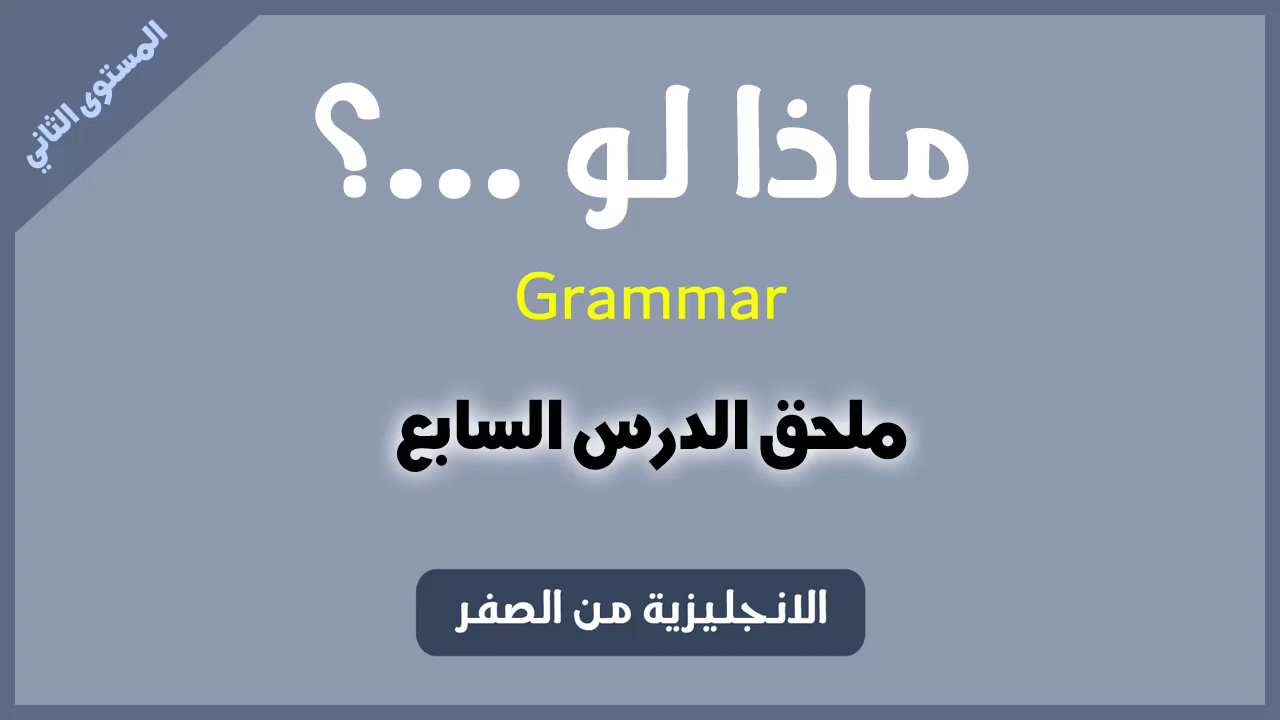 المستوى الثاني
ماذا لو ...؟
Grammar
ملحق الدرس السابع
الانجليزية من الصفر